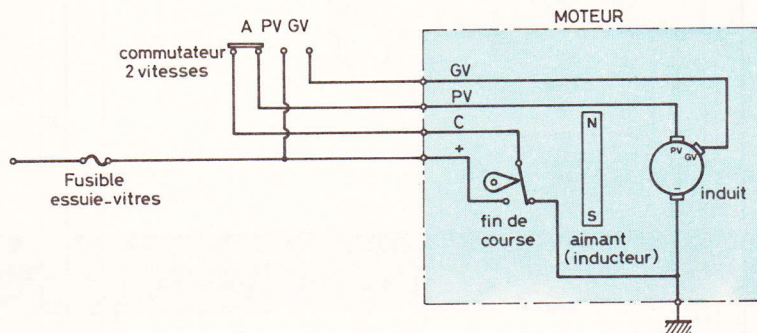 MOTEUR
A PV GV
commutateur
2 vitesses
GV
PV
C
+
Fusible
essuie-vitres
N
S
PV
GV
-
induit
fin de
course
aimant
(inducteur)